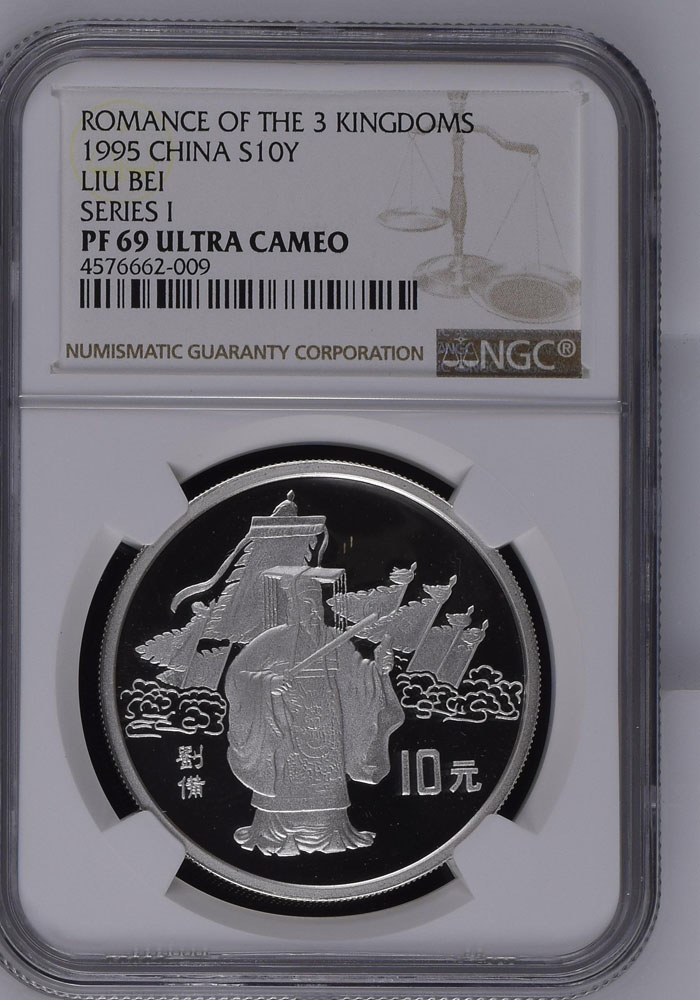 ROMANCE OF THE 3 KINGDOMS
1995 CHINA S10Y
LIU BEI
SERIES I
PF 69 ULTRA CAMEO
4576662-009
NUMISMATIC GUARANTY CORPORATION
NGC®
劉備
10元